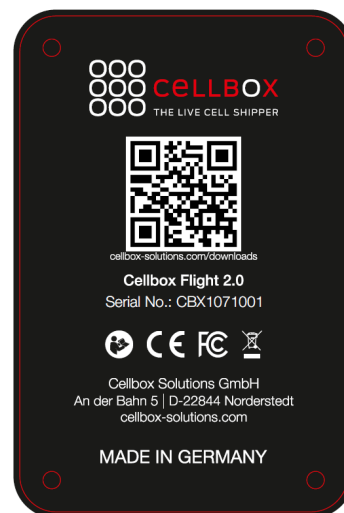 CeLLBOX
THE LIVE CELL SHIPPER
cellbox-solutions.com/downloads
Cellbox Flight 2.0
Serial No.: CBX1071001
CE FC
Cellbox Solutions GmbH
An der Bahn 5 | D-22844 Norderstedt
cellbox-solutions.com
MADE IN GERMANY